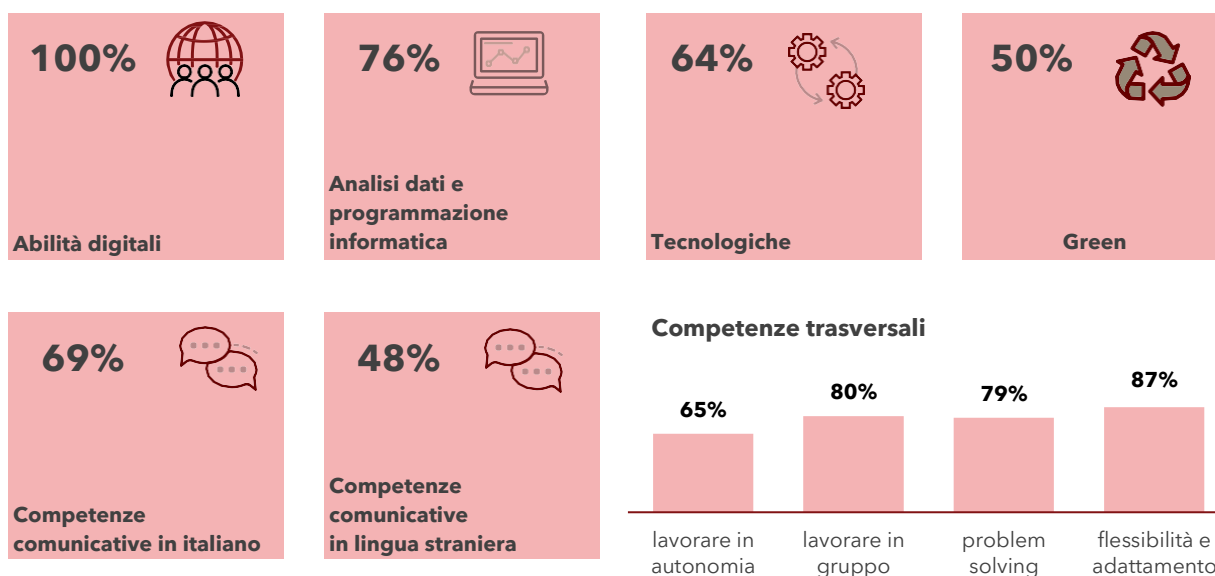 100%
Abilità digitali
76%
Analisi dati e
programmazione
informatica
64%
Tecnologiche
50%
Green
69%
Competenze
comunicative in italiano
48%
Competenze
comunicative
in lingua straniera
Competenze trasversali
65%
80%
79%
87%
lavorare in
autonomia
lavorare in
gruppo
problem
solving
flessibilità e
adattamento